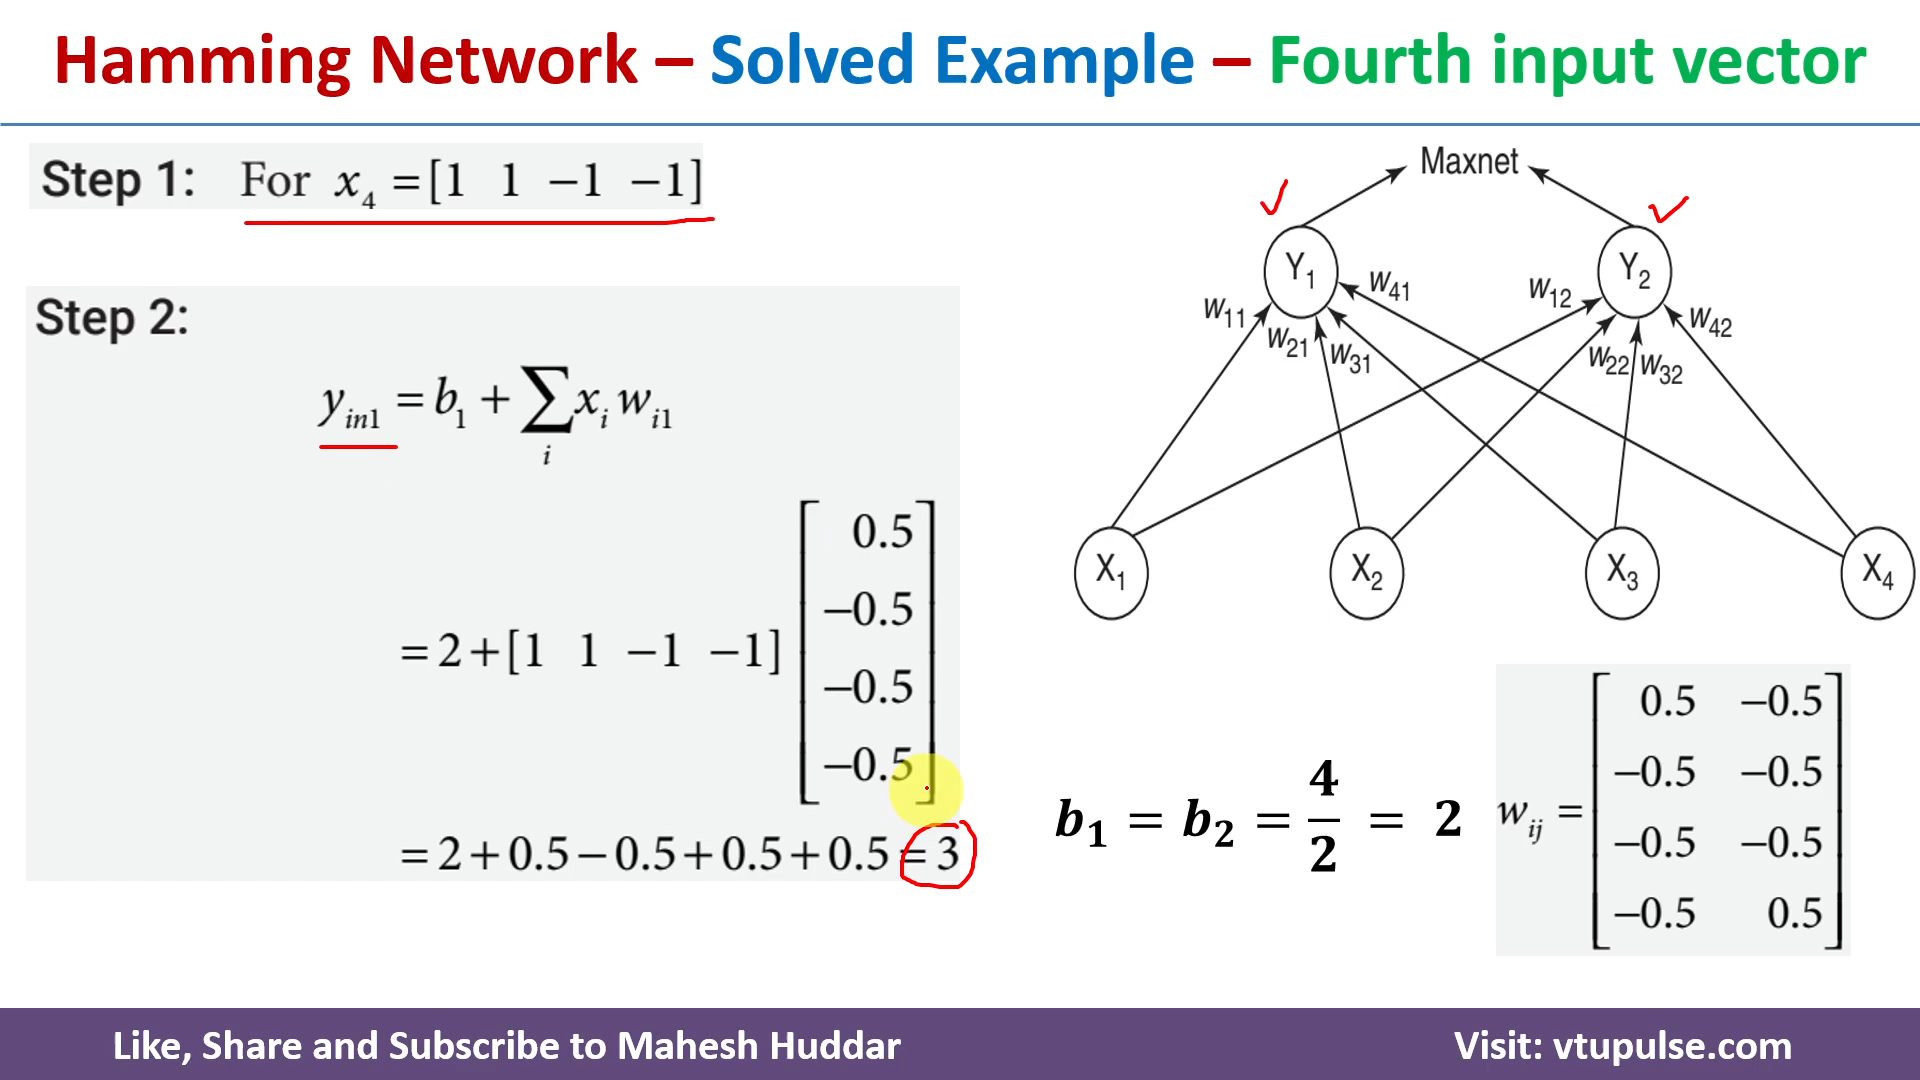 Hamming Network – Solved Example – Fourth input vector
Step 1: For x₄ = [1 1 −1 −1]
Step 2:
y_in1 = b₁ + ∑ x_i w_i1
i
= 2 + [1 1 −1 −1] [0.5
−0.5
−0.5
−0.5]
= 2 + 0.5 − 0.5 + 0.5 + 0.5 = 3
Maxnet
Y₁ Y₂
w₁₁ w₂₁ w₃₁ w₄₁ w₁₂ w₂₂ w₃₂ w₄₂
X₁ X₂ X₃ X₄
b₁ = b₂ = 4/2 = 2
w_ij = [0.5 −0.5
−0.5 −0.5
−0.5 −0.5
−0.5 0.5]
Like, Share and Subscribe to Mahesh Huddar
Visit: vtupulse.com